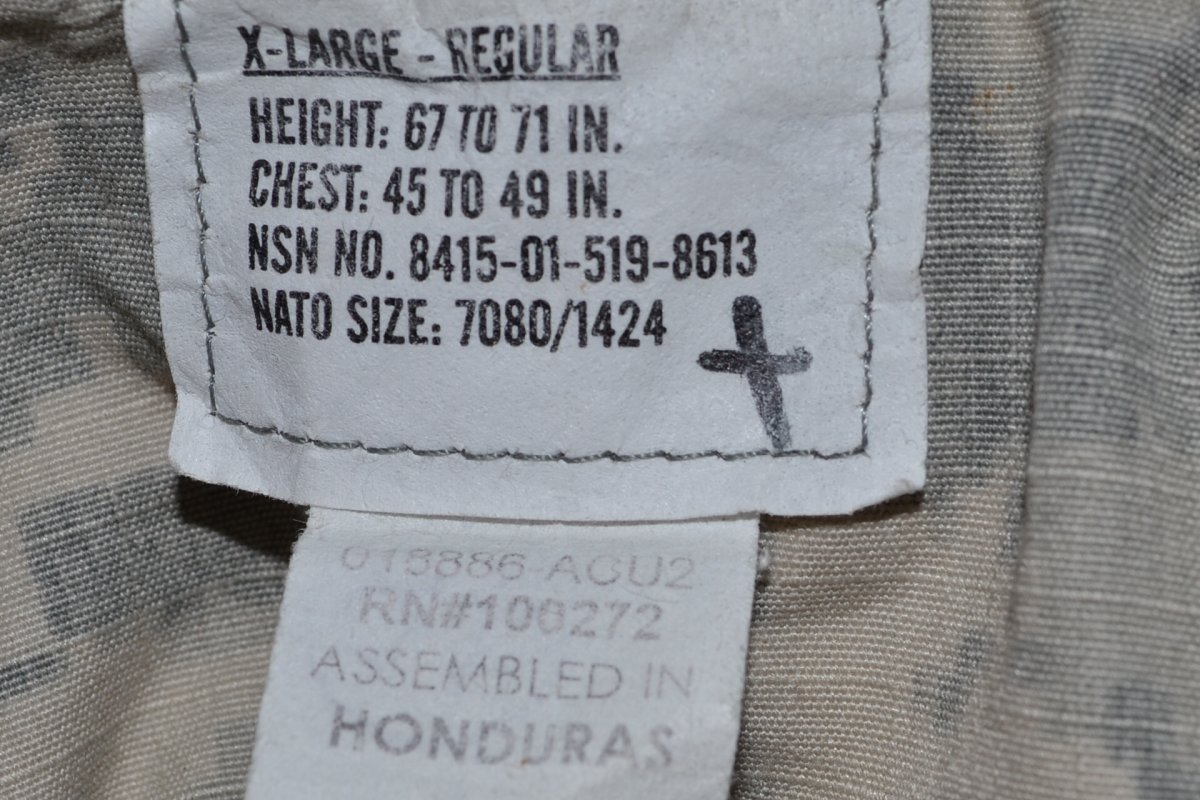 X-LARGE - REGULAR
HEIGHT: 67 TO 71 IN.
CHEST: 45 TO 49 IN.
NSN NO. 8415-01-519-8613
NATO SIZE: 7080/1424
018886-ACU2
RN#106272
ASSEMBLED IN
HONDURAS